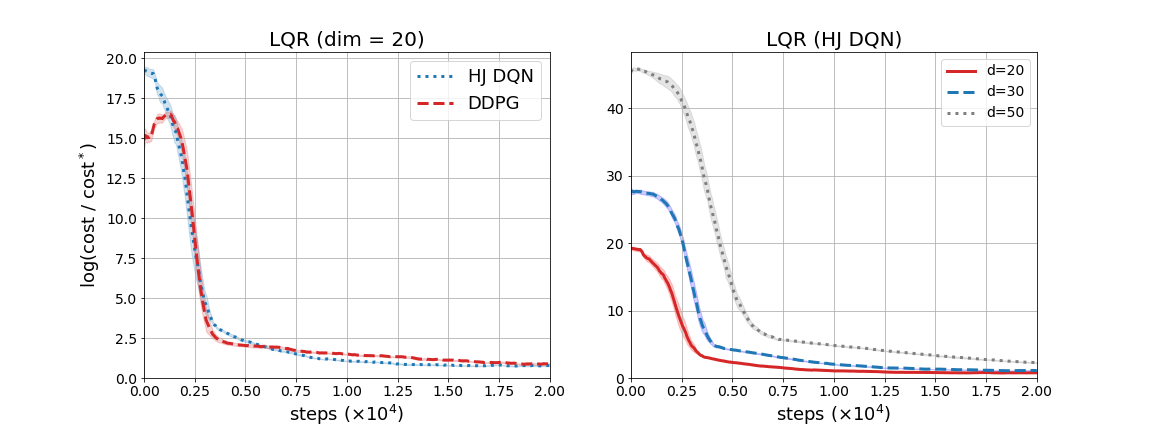 LQR (dim = 20)
log(cost / cost*)
20.0
17.5
15.0
12.5
10.0
7.5
5.0
2.5
0.0
HJ DQN
DDPG
0.00 0.25 0.50 0.75 1.00 1.25 1.50 1.75 2.00
steps (×10⁴)
LQR (HJ DQN)
40
30
20
10
0
d=20
d=30
d=50
0.00 0.25 0.50 0.75 1.00 1.25 1.50 1.75 2.00
steps (×10⁴)